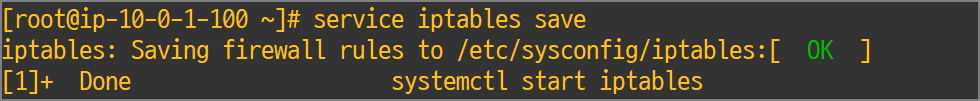 [root@ip-10-0-1-100 ~]# service iptables save
iptables: Saving firewall rules to /etc/sysconfig/iptables:[  OK  ]
[1]+  Done                    systemctl start iptables